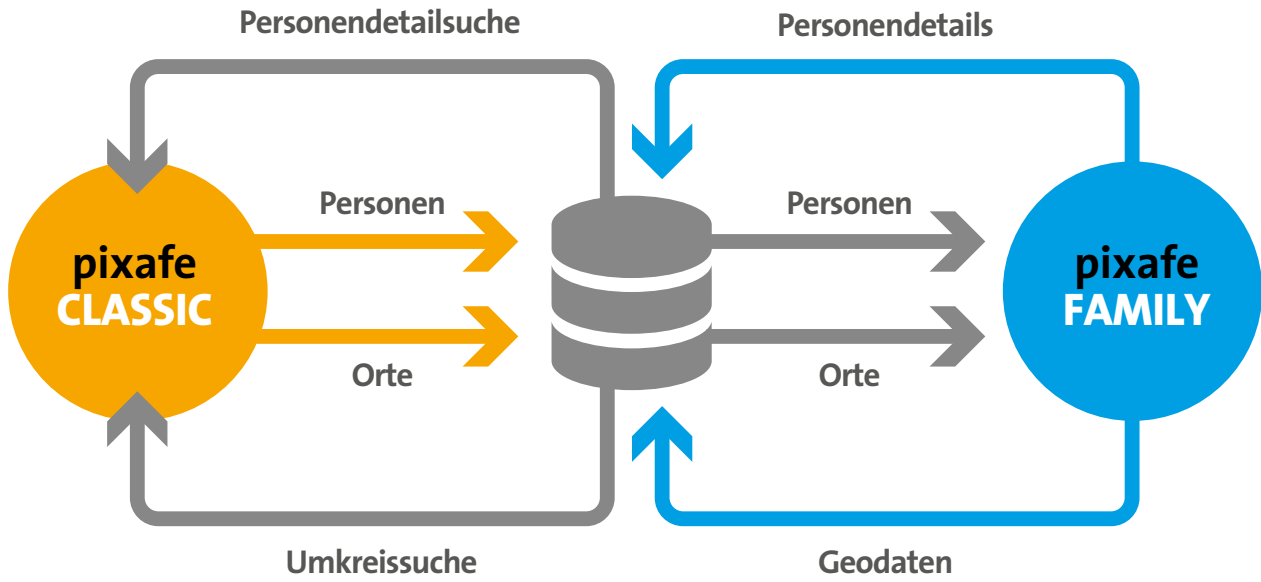 Personendetailsuche
Personendetails
Personen
Personen
pixafe
CLASSIC
pixafe
FAMILY
Orte
Orte
Umkreissuche
Geodaten